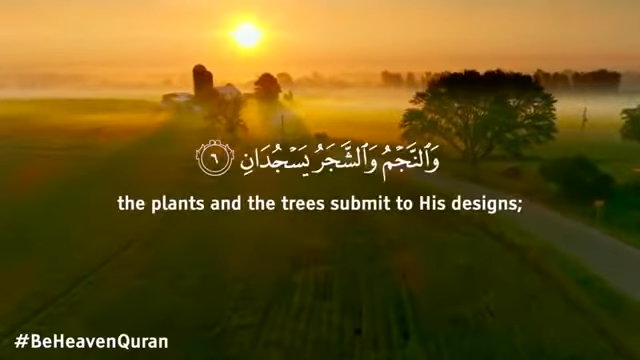 وَٱلنَّجْمُ وَٱلشَّجَرُ يَسْجُدَانِ ٦
the plants and the trees submit to His designs;
#BeHeavenQuran